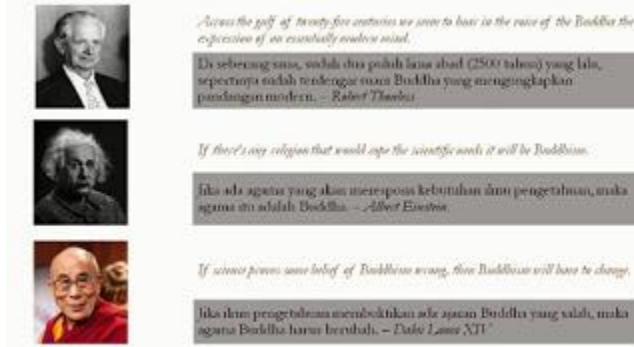 Across the gulf of twenty-five centuries we seem to hear in the voice of the Buddha the
expression of an essentially modern mind.
Di seberang sana, sudah dua puluh lima abad (2500 tahun) yang lalu,
sepertinya sudah terdengar suara Buddha yang mengungkapkan
pandangan modern. – Robert Thouless
If there's any religion that would cope the scientific needs it will be Buddhism.
Jika ada agama yang akan merespons kebutuhan ilmu pengetahuan, maka
agama itu adalah Buddha. – Albert Einstein.
If science proves some belief of Buddhism wrong, then Buddhism will have to change.
Jika ilmu pengetahuan membuktikan ada ajaran Buddha yang salah, maka
agama Buddha harus berubah. – Dalai Lama XIV